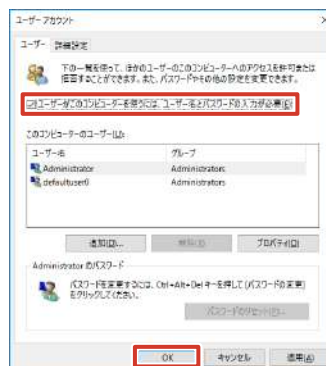 ユーザー アカウント
ユーザー 詳細設定
下の一覧を使って、ほかのユーザーのこのコンピューターへのアクセスを許可または
拒否することができます。また、パスワードやその他の設定を変更できます。
ユーザーがこのコンピューターを使うには、ユーザー名とパスワードの入力が必要(E)
このコンピューターのユーザー(U):
ユーザー名 グループ
Administrator Administrators
defaultuser0 Administrators
追加(D)... 削除(R) プロパティ(O)
Administrator のパスワード
パスワードを変更するには、Ctrl+Alt+Del キーを押して [パスワードの変更]
をクリックしてください。
パスワードのリセット(P)...
OK キャンセル 適用(A)